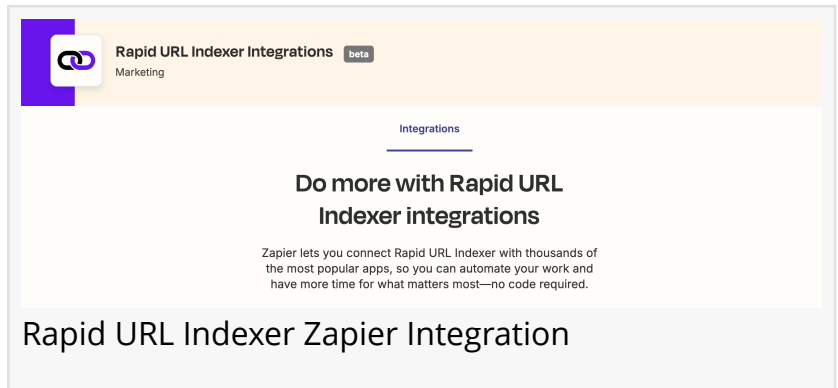 Rapid URL Indexer Integrations beta
Marketing
Integrations
Do more with Rapid URL
Indexer integrations
Zapier lets you connect Rapid URL Indexer with thousands of
the most popular apps, so you can automate your work and
have more time for what matters most—no code required.
Rapid URL Indexer Zapier Integration